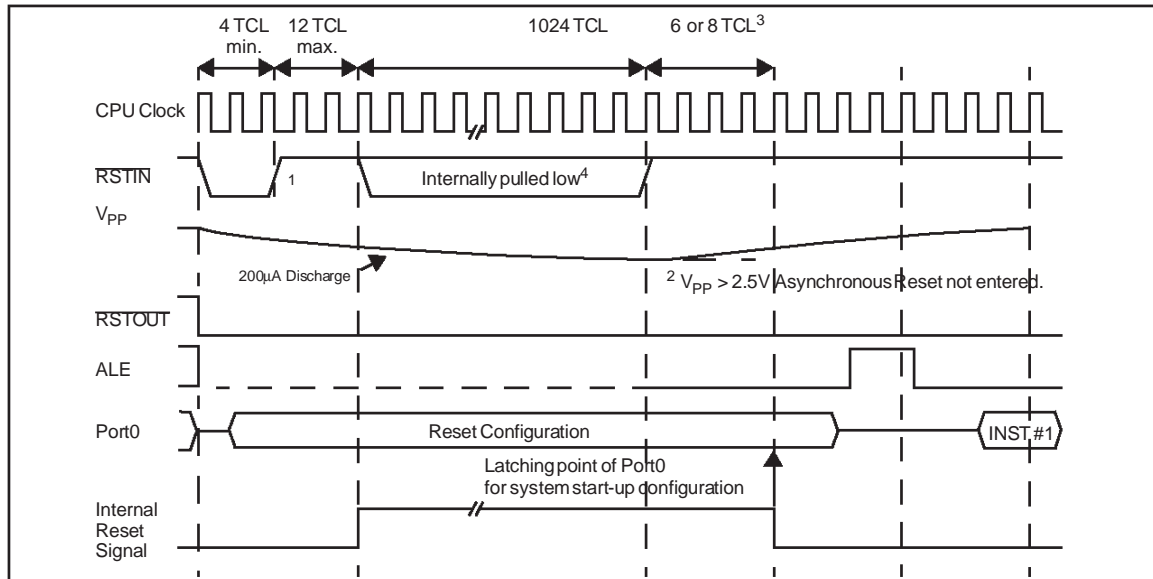 4 TCL
min.
12 TCL
max.
1024 TCL
6 or 8 TCL3
CPU Clock
RSTIN
1
Internally pulled low4
VPP
200µA Discharge
2 VPP > 2.5V Asynchronous Reset not entered.
RSTOUT
ALE
Port0
Reset Configuration
INST #1
Latching point of Port0
for system start-up configuration
Internal
Reset
Signal